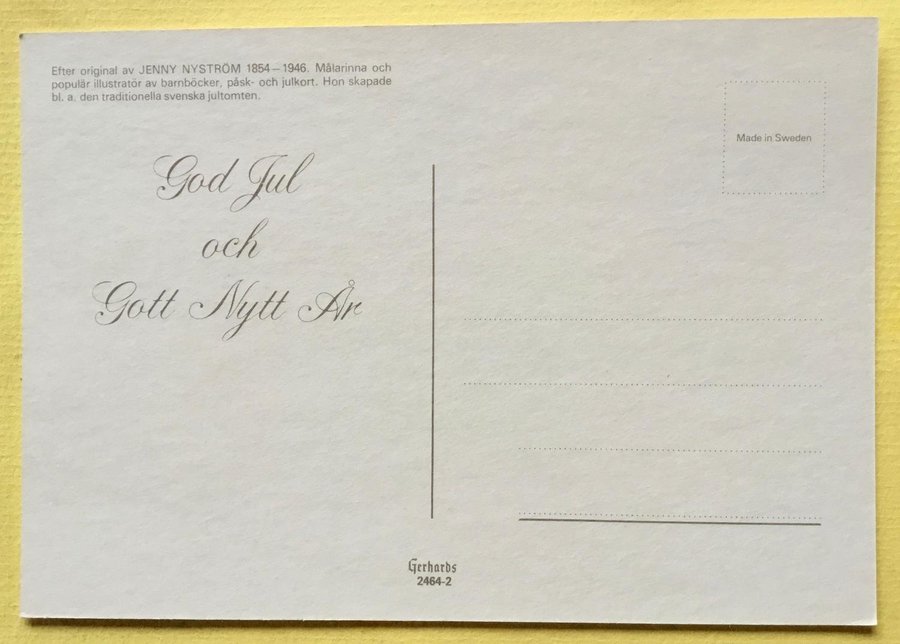 Efter original av JENNY NYSTRÖM 1854–1946. Målarinna och
populär illustratör av barnböcker, påsk- och julkort. Hon skapade
bl. a. den traditionella svenska jultomten.
Made in Sweden
God Jul
och
Gott Nytt År
Gerhards
2464-2